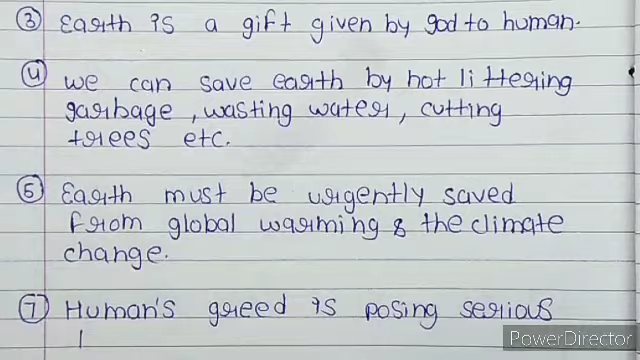 ③ Earth is a gift given by god to human.
④ we can save earth by not littering
garbage, wasting water, cutting
trees etc.
⑤ Earth must be urgently saved
from global warming & the climate
change.
⑦ Human's greed is posing serious
PowerDirector